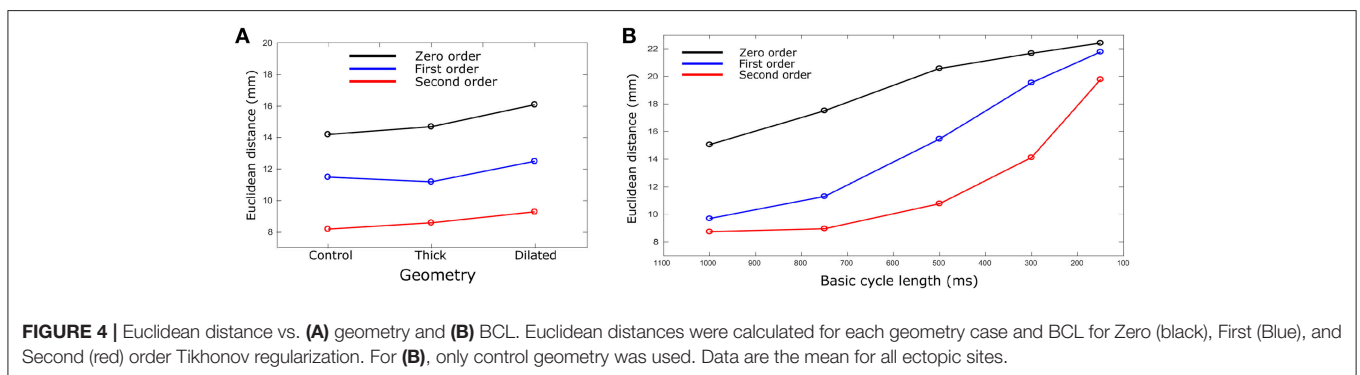 A
Euclidean distance (mm)
20
18
16
14
12
10
8
Zero order
First order
Second order
Control Thick Dilated
Geometry
B
Euclidean distance (mm)
22
20
18
16
14
12
10
8
Zero order
First order
Second order
1100 1000 900 800 700 600 500 400 300 200 100
Basic cycle length (ms)
FIGURE 4 | Euclidean distance vs. (A) geometry and (B) BCL. Euclidean distances were calculated for each geometry case and BCL for Zero (black), First (Blue), and
Second (red) order Tikhonov regularization. For (B), only control geometry was used. Data are the mean for all ectopic sites.